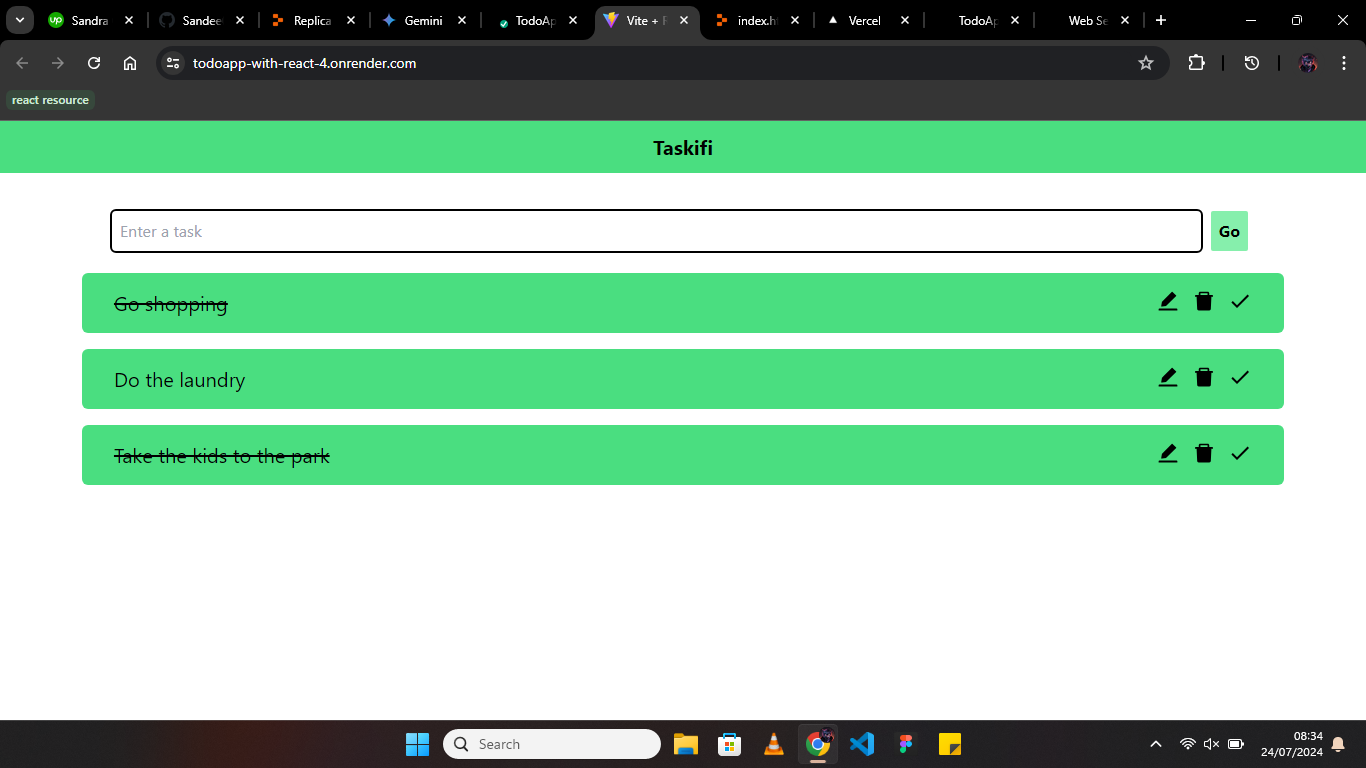 Sandra
Sandee
Replica
Gemini
TodoAp
Vite + R
index.h
Vercel
TodoAp
Web Se
todoapp-with-react-4.onrender.com
react resource
Taskifi
Enter a task
Go
Go shopping
Do the laundry
Take the kids to the park
Search
08:34
24/07/2024